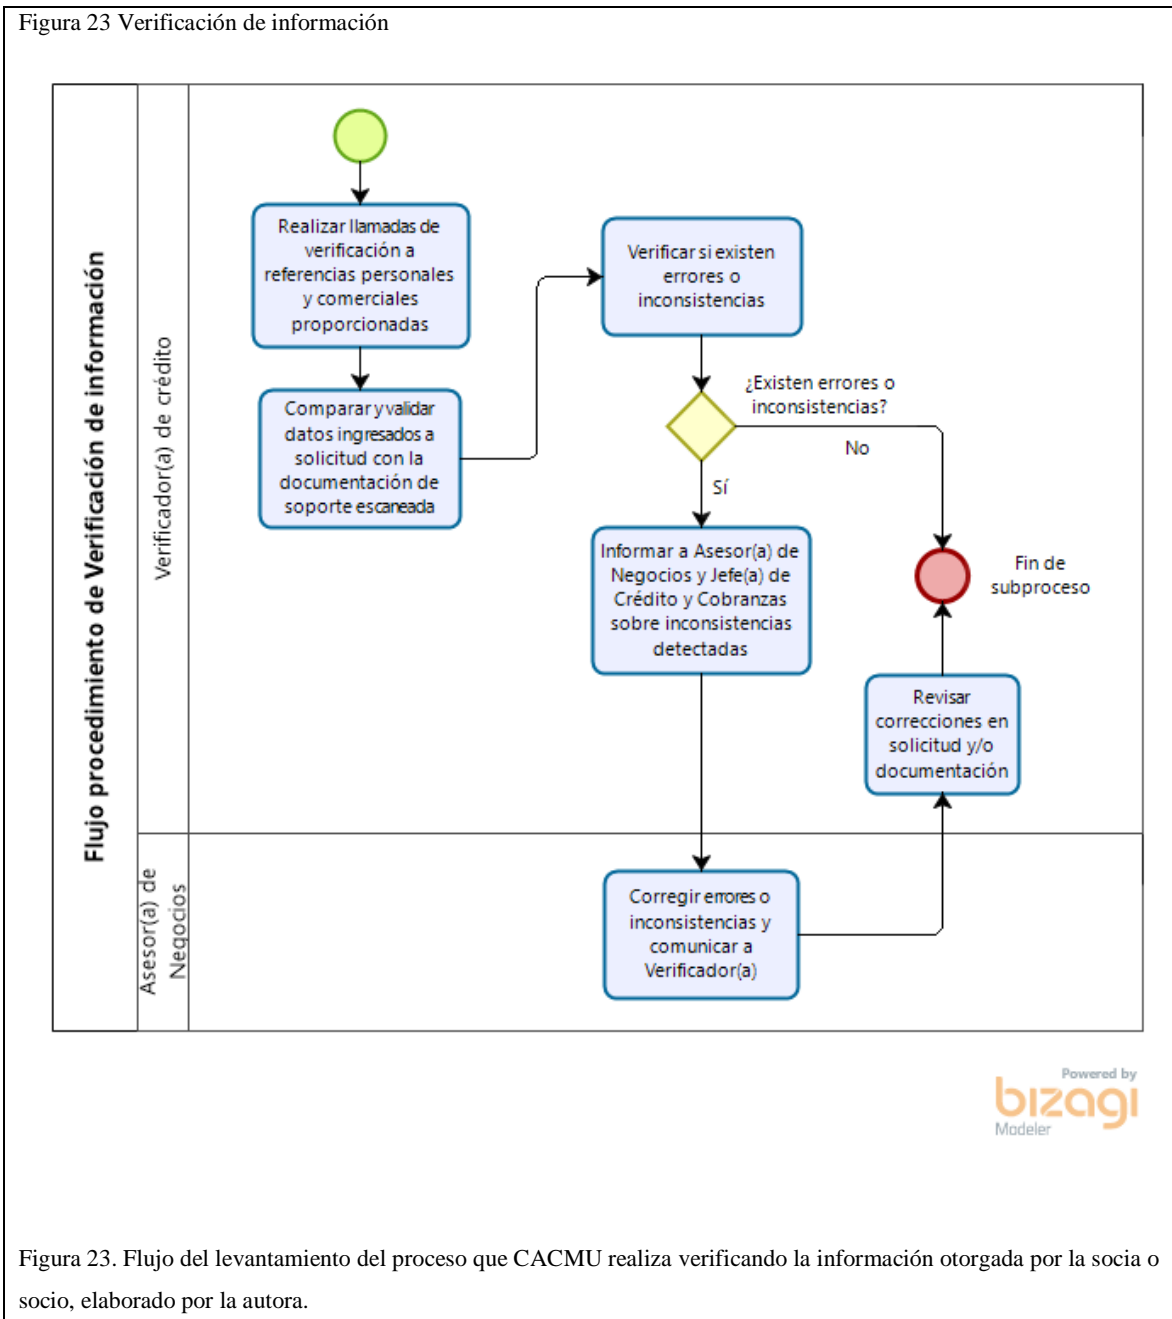 Figura 23 Verificación de información
Flujo procedimiento de Verificación de información
Verificador(a) de crédito
Realizar llamadas de
verificación a
referencias personales
y comerciales
proporcionadas
Comparar y validar
datos ingresados a
solicitud con la
documentación de
soporte escaneada
Verificar si existen
errores o
inconsistencias
¿Existen errores o
inconsistencias?
No
Sí
Informar a Asesor(a) de
Negocios y Jefe(a) de
Crédito y Cobranzas
sobre inconsistencias
detectadas
Fin de
subproceso
Revisar
correcciones en
solicitud y/o
documentación
Asesor(a) de
Negocios
Corregir errores o
inconsistencias y
comunicar a
Verificador(a)
Powered by
bizagi
Modeler
Figura 23. Flujo del levantamiento del proceso que CACMU realiza verificando la información otorgada por la socia o
socio, elaborado por la autora.